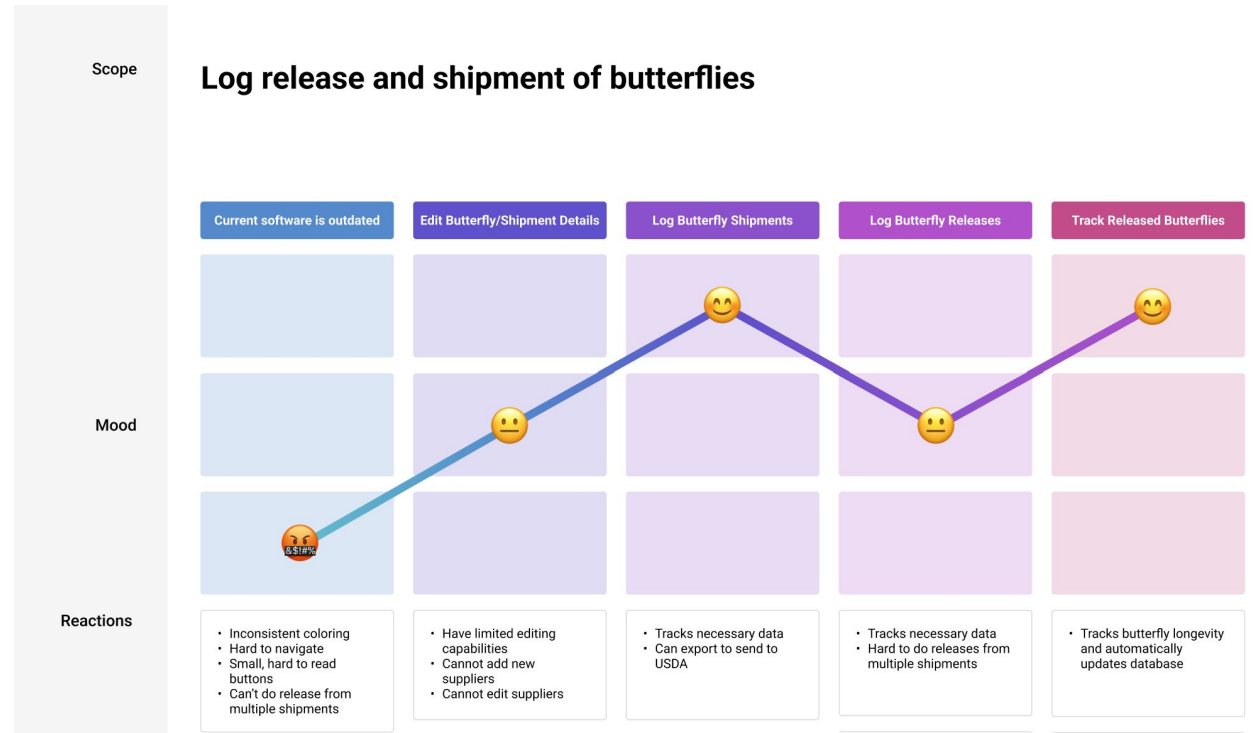 Scope
Log release and shipment of butterflies
Current software is outdated
Edit Butterfly/Shipment Details
Log Butterfly Shipments
Log Butterfly Releases
Track Released Butterflies
Mood
&$!#%
Reactions
• Inconsistent coloring
• Hard to navigate
• Small, hard to read
buttons
• Can't do release from
multiple shipments
• Have limited editing
capabilities
• Cannot add new
suppliers
• Cannot edit suppliers
• Tracks necessary data
• Can export to send to
USDA
• Tracks necessary data
• Hard to do releases from
multiple shipments
• Tracks butterfly longevity
and automatically
updates database